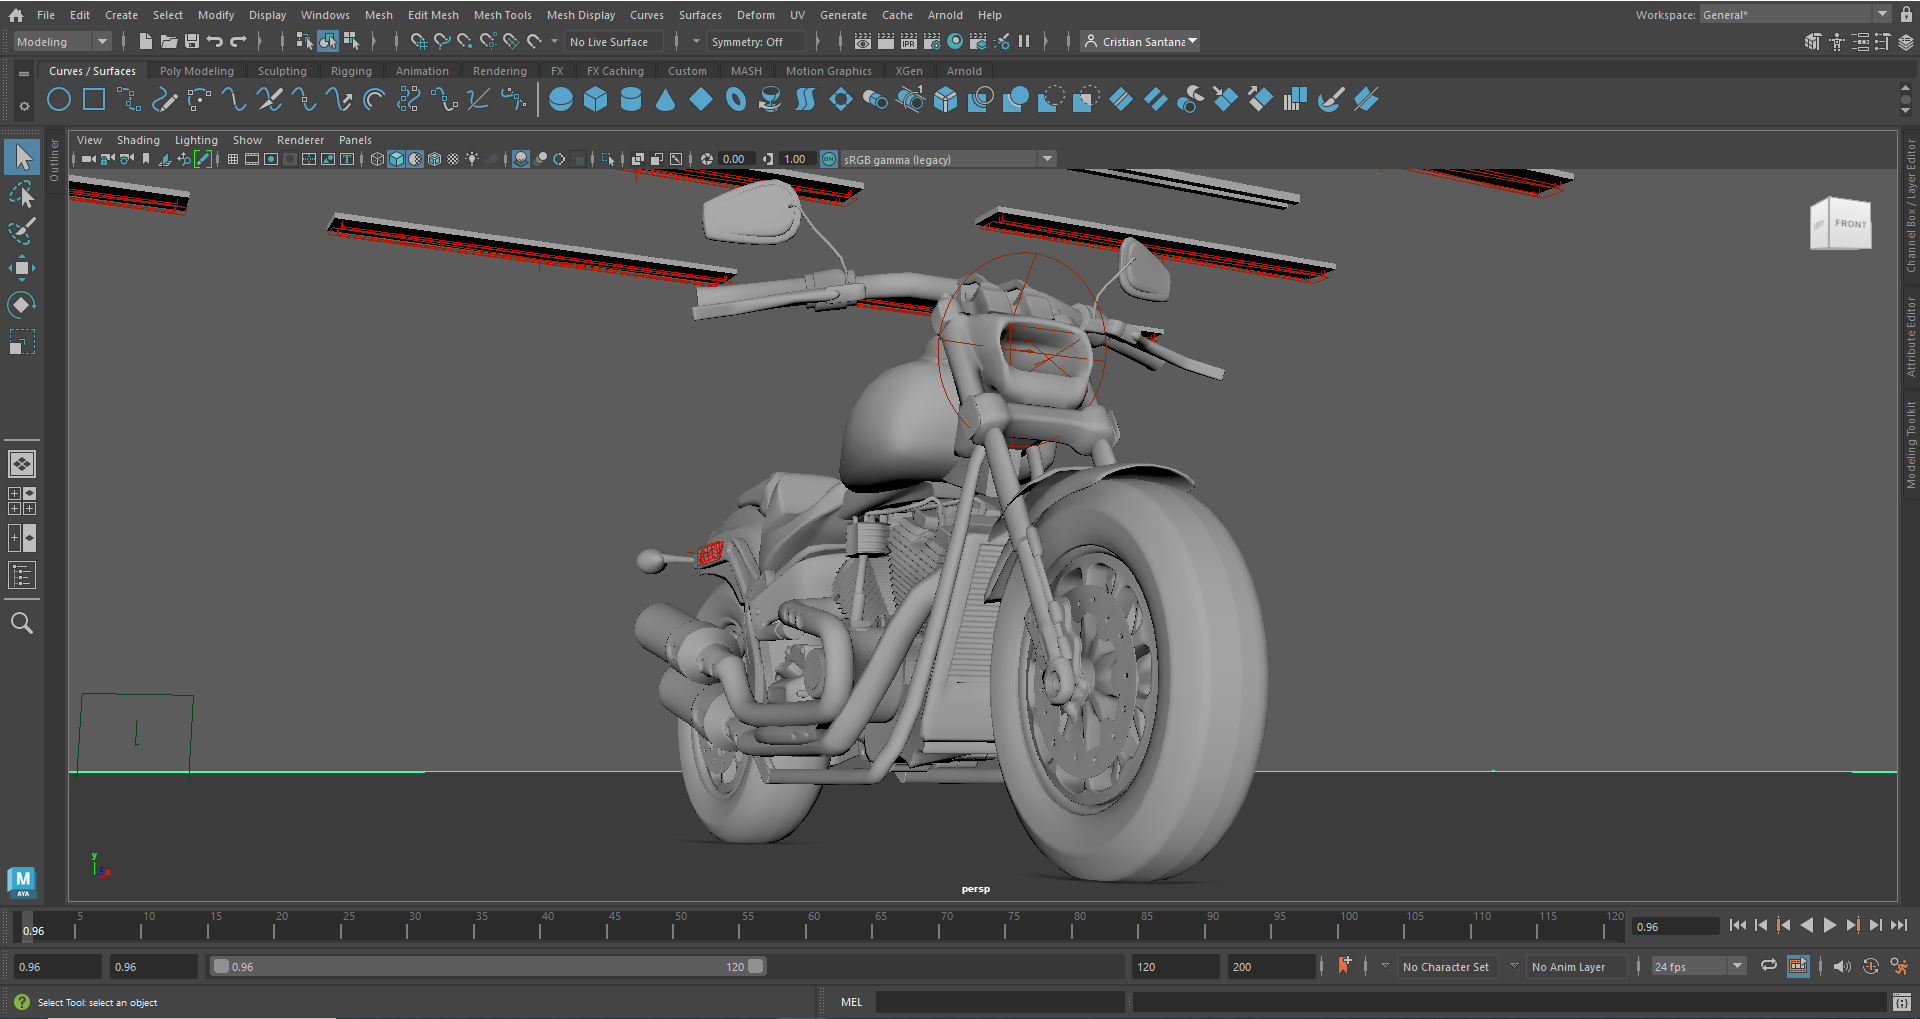 File Edit Create Select Modify Display Windows Mesh Edit Mesh Mesh Tools Mesh Display Curves Surfaces Deform UV Generate Cache Arnold Help Workspace: General*
Modeling No Live Surface Symmetry: Off IPR Cristian Santana
Curves / Surfaces Poly Modeling Sculpting Rigging Animation Rendering FX FX Caching Custom MASH Motion Graphics XGen Arnold
View Shading Lighting Show Renderer Panels
0.00 1.00 ON sRGB gamma (legacy)
Outliner
Channel Box / Layer Editor
Attribute Editor
Modeling Toolkit
LEFT FRONT
y
x
persp
M
AYA
5 10 15 20 25 30 35 40 45 50 55 60 65 70 75 80 85 90 95 100 105 110 115 120
0.96 0.96
0.96 0.96 0.96 120 120 200 No Character Set No Anim Layer 24 fps
Select Tool: select an object MEL